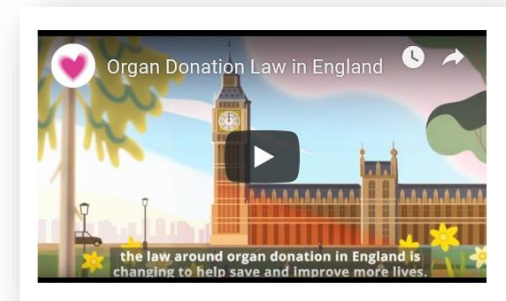 Organ Donation Law in England
the law around organ donation in England is
changing to help save and improve more lives.